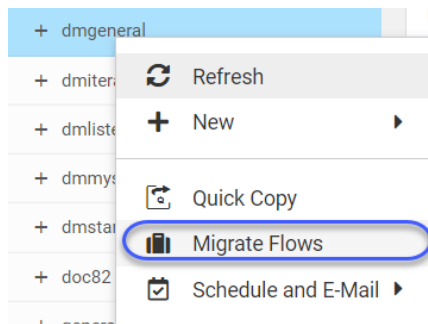 dmgeneral
Refresh
New
Quick Copy
Migrate Flows
doc82
Schedule and E-Mail